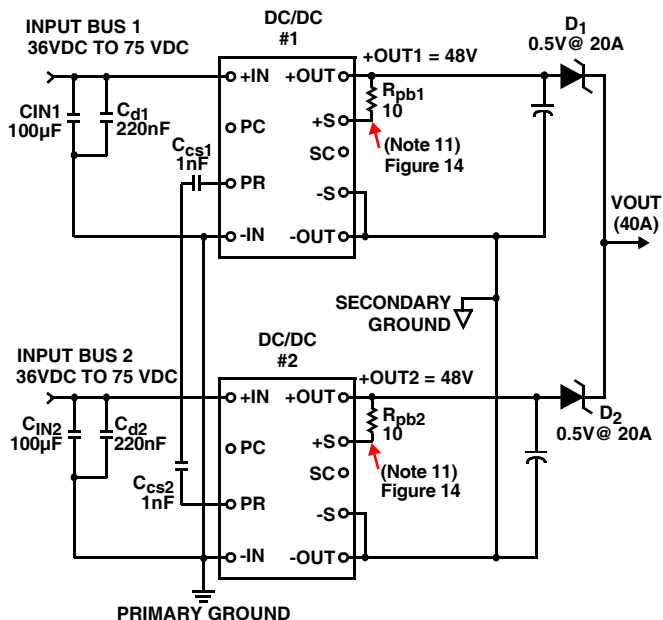 INPUT BUS 1
36VDC TO 75 VDC
CIN1
100µF
Cd1
220nF
Ccs1
1nF
DC/DC
#1
+IN
PC
PR
-IN
+OUT
+S
SC
-S
-OUT
+OUT1 = 48V
Rpb1
10
(Note 11)
Figure 14
D1
0.5V@ 20A
VOUT
(40A)
SECONDARY
GROUND
INPUT BUS 2
36VDC TO 75 VDC
CIN2
100µF
Cd2
220nF
Ccs2
1nF
DC/DC
#2
+IN
PC
PR
-IN
+OUT
+S
SC
-S
-OUT
+OUT2 = 48V
Rpb2
10
(Note 11)
Figure 14
D2
0.5V@ 20A
PRIMARY GROUND